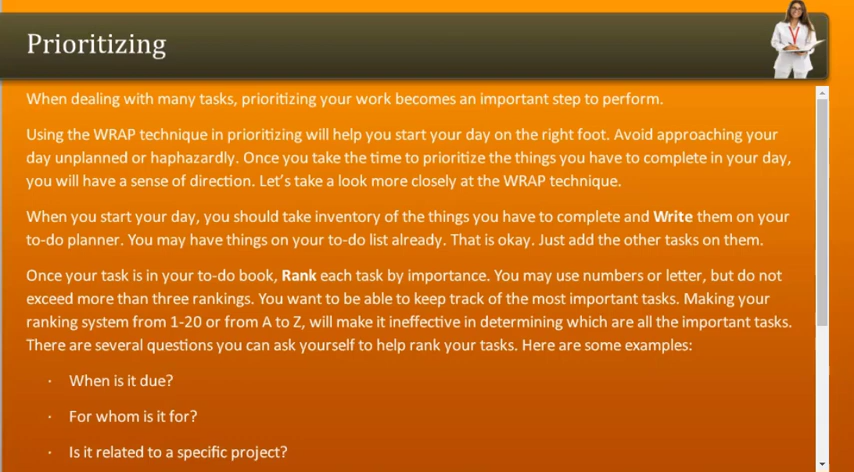 Prioritizing
When dealing with many tasks, prioritizing your work becomes an important step to perform.
Using the WRAP technique in prioritizing will help you start your day on the right foot. Avoid approaching your
day unplanned or haphazardly. Once you take the time to prioritize the things you have to complete in your day,
you will have a sense of direction. Let's take a look more closely at the WRAP technique.
When you start your day, you should take inventory of the things you have to complete and Write them on your
to-do planner. You may have things on your to-do list already. That is okay. Just add the other tasks on them.
Once your task is in your to-do book, Rank each task by importance. You may use numbers or letter, but do not
exceed more than three rankings. You want to be able to keep track of the most important tasks. Making your
ranking system from 1-20 or from A to Z, will make it ineffective in determining which are all the important tasks.
There are several questions you can ask yourself to help rank your tasks. Here are some examples:
· When is it due?
· For whom is it for?
· Is it related to a specific project?